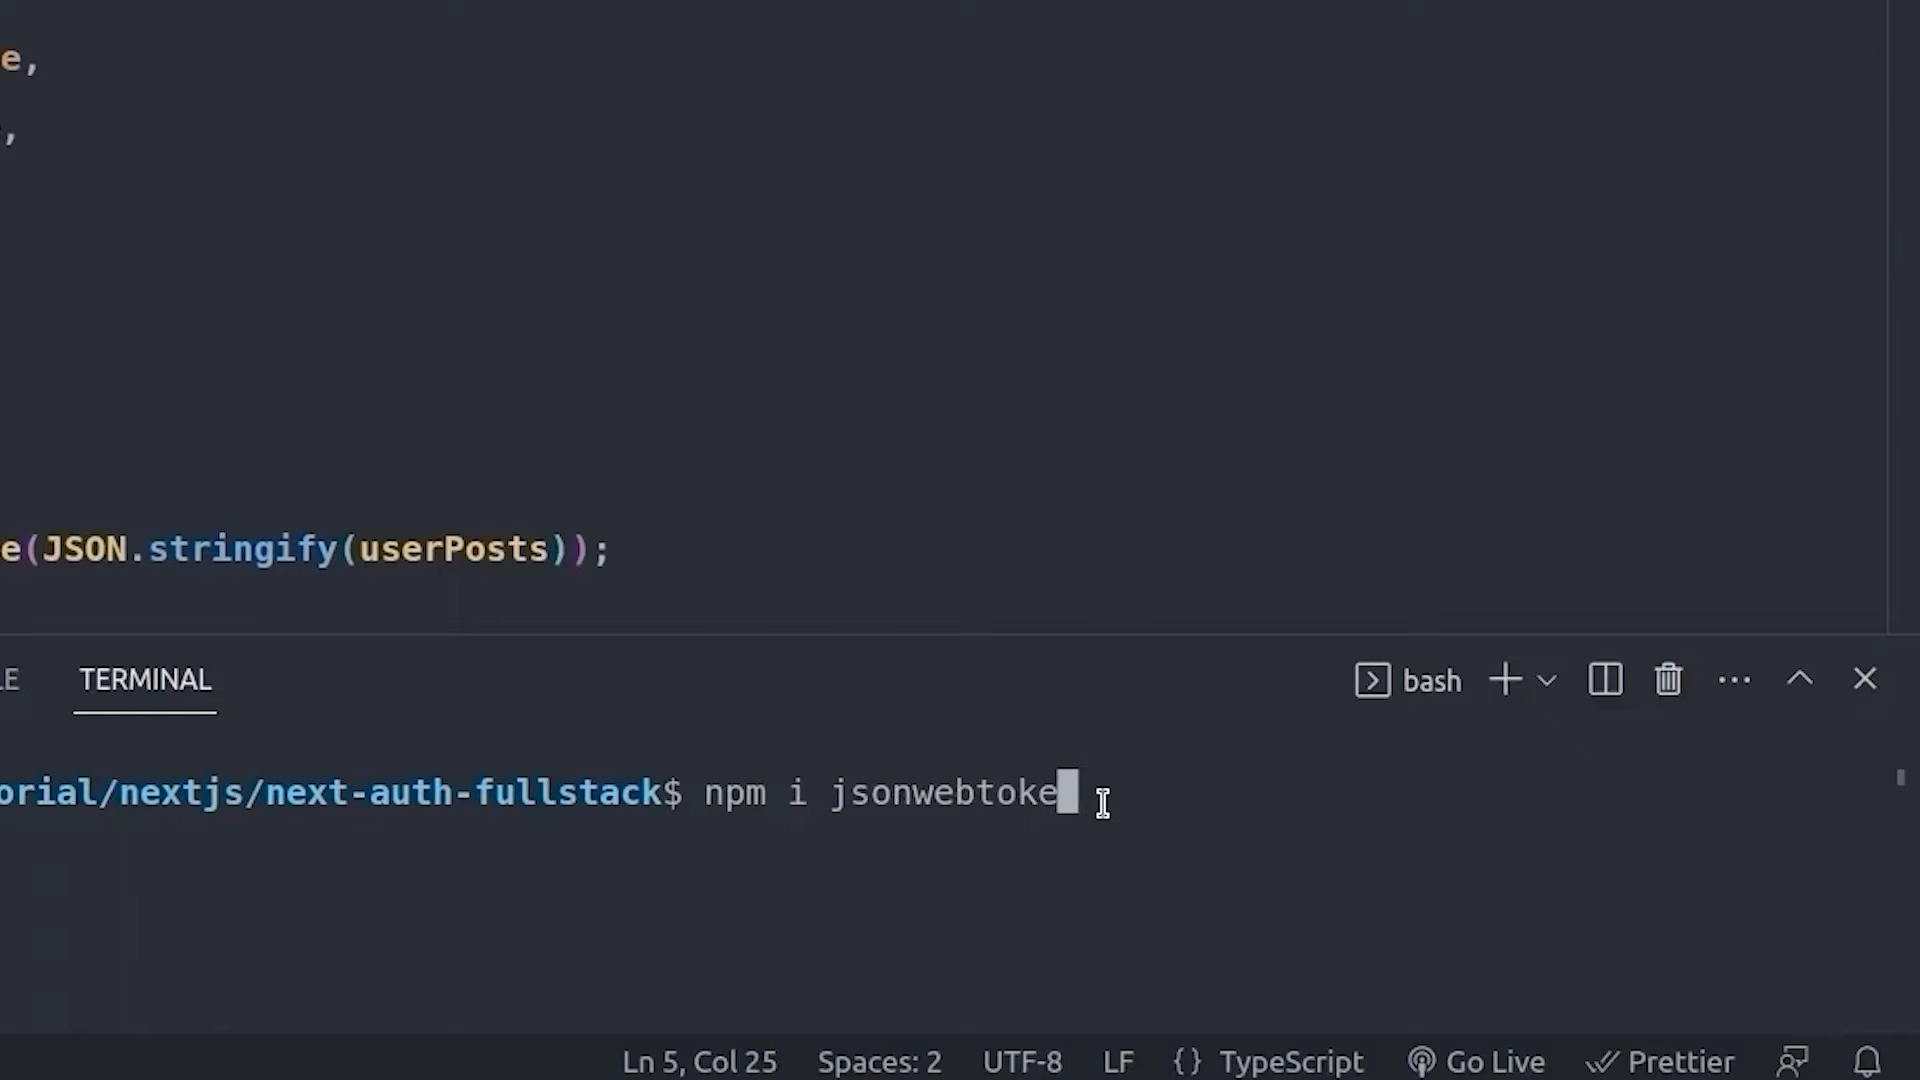 e,
,
e(JSON.stringify(userPosts));
LE
TERMINAL
bash
orial/nextjs/next-auth-fullstack$ npm i jsonwebtoke
Ln 5, Col 25 Spaces: 2 UTF-8 LF {} TypeScript Go Live Prettier